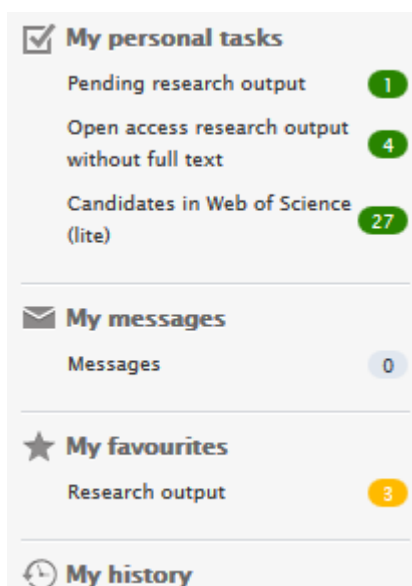 My personal tasks
Pending research output 1
Open access research output
without full text 4
Candidates in Web of Science
(lite) 27
My messages
Messages 0
My favourites
Research output 3
My history